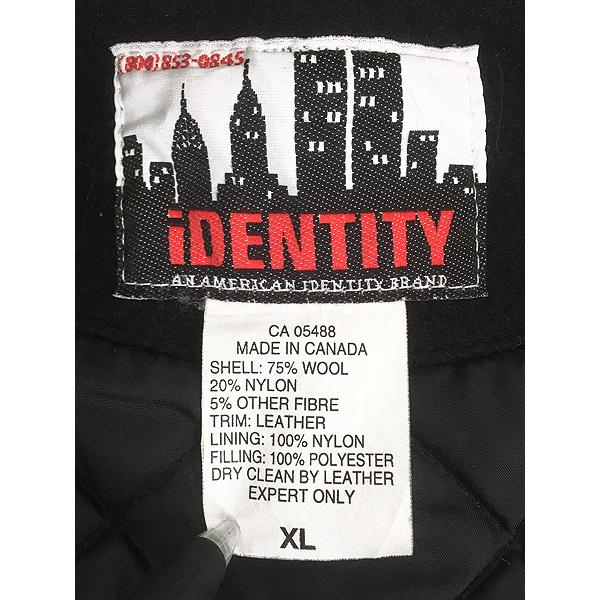 (800)853-0845
iDENTITY
AN AMERICAN IDENTITY BRAND
CA 05488
MADE IN CANADA
SHELL: 75% WOOL
20% NYLON
5% OTHER FIBRE
TRIM: LEATHER
LINING: 100% NYLON
FILLING: 100% POLYESTER
DRY CLEAN BY LEATHER
EXPERT ONLY
XL